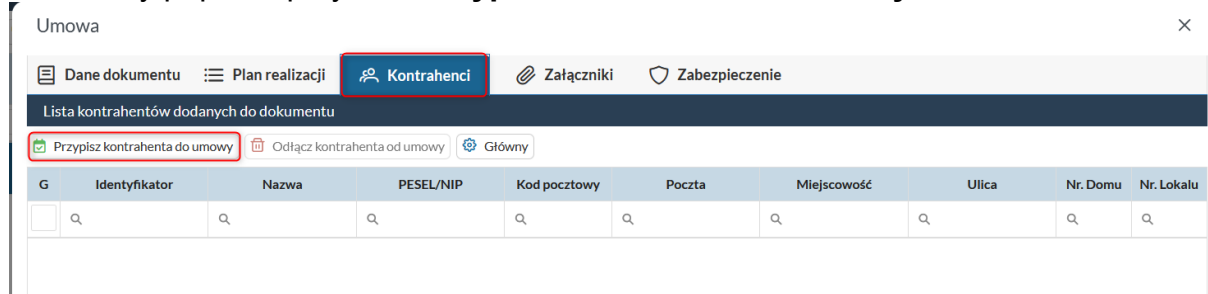 Umowa
Dane dokumentu Plan realizacji Kontrahenci Załączniki Zabezpieczenie
Lista kontrahentów dodanych do dokumentu
Przypisz kontrahenta do umowy Odłącz kontrahenta od umowy Główny
G Identyfikator Nazwa PESEL/NIP Kod pocztowy Poczta Miejscowość Ulica Nr. Domu Nr. Lokalu